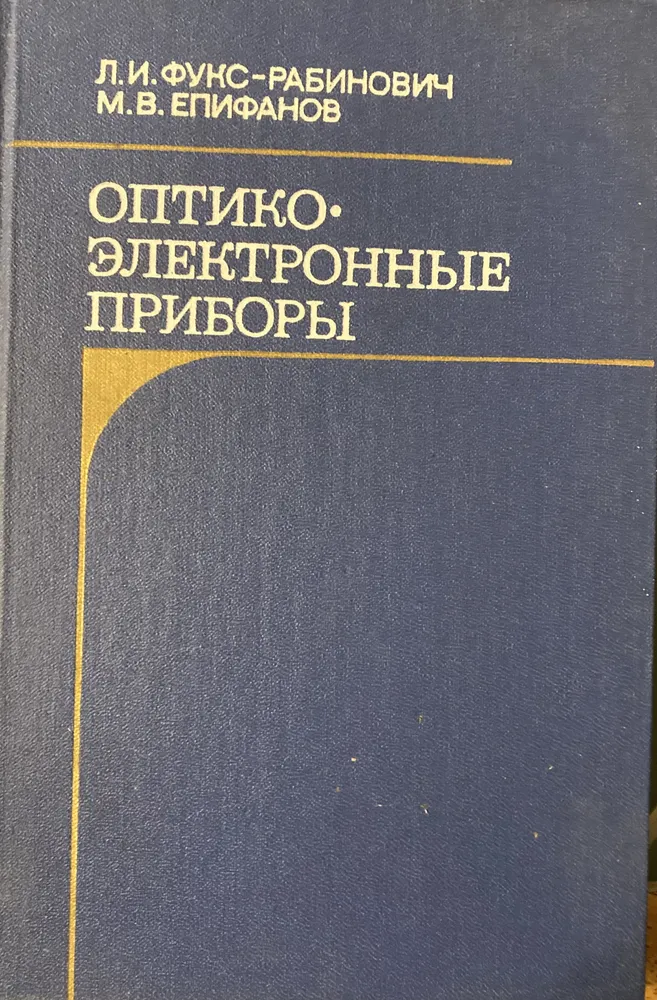 Л.И. ФУКС-РАБИНОВИЧ
М.В. ЕПИФАНОВ
ОПТИКО-
ЭЛЕКТРОННЫЕ
ПРИБОРЫ